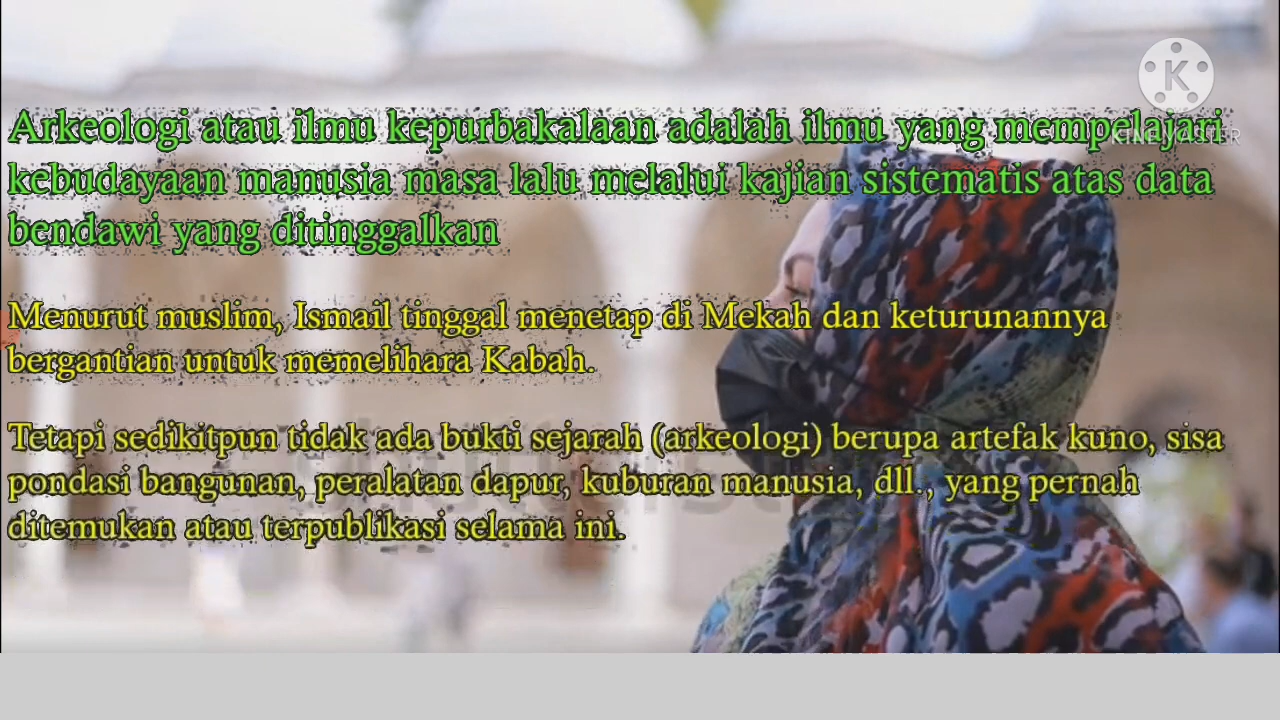 Arkeologi atau ilmu kepurbakalaan adalah ilmu yang mempelajari
kebudayaan manusia masa lalu melalui kajian sistematis atas data
bendawi yang ditinggalkan
Menurut muslim, Ismail tinggal menetap di Mekah dan keturunannya
bergantian untuk memelihara Kabah.
Tetapi sedikitpun tidak ada bukti sejarah (arkeologi) berupa artefak kuno, sisa
pondasi bangunan, peralatan dapur, kuburan manusia, dll., yang pernah
ditemukan atau terpublikasi selama ini.
K
KINEMASTER